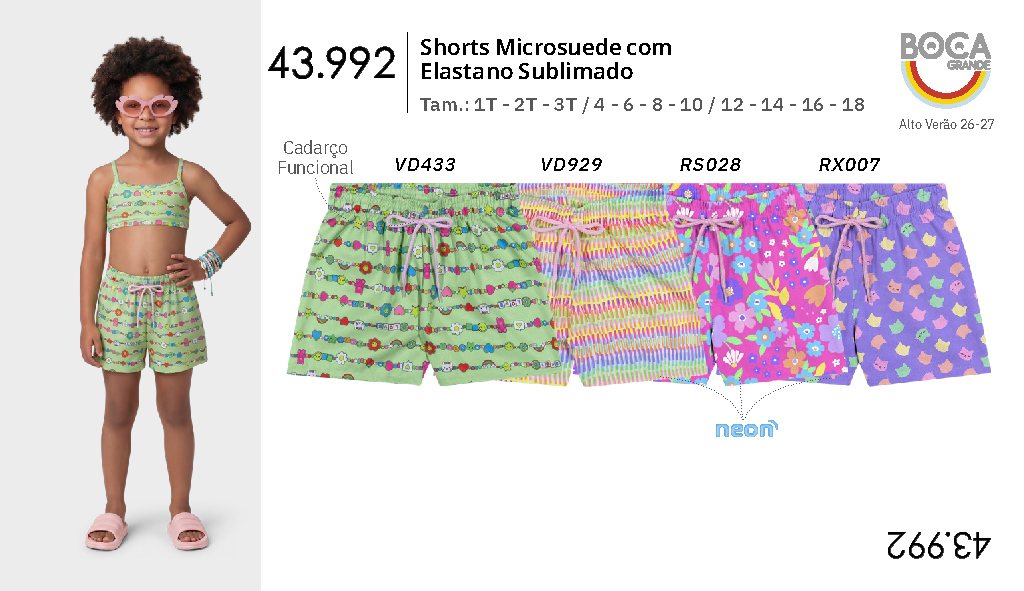 43.992
Shorts Microsuede com
Elastano Sublimado
Tam.: 1T - 2T - 3T / 4 - 6 - 8 - 10 / 12 - 14 - 16 - 18
BOCA
GRANDE
Alto Verão 26-27
Cadarço
Funcional
VD433
VD929
RS028
RX007
neon
43.992